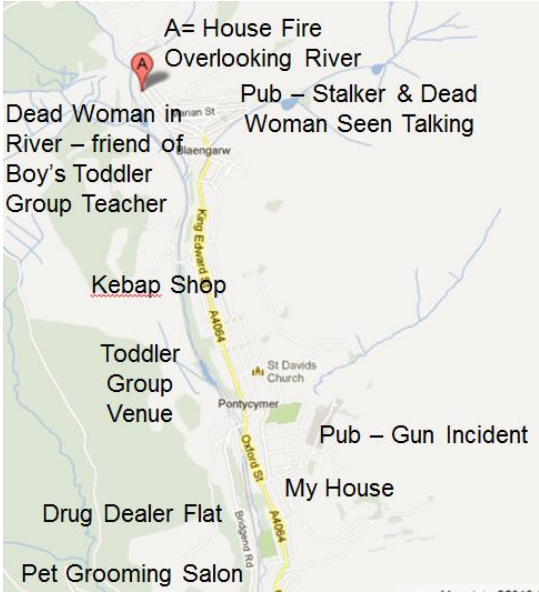 A= House Fire
Overlooking River
A
Pub – Stalker & Dead
Woman Seen Talking
Dead Woman in
River – friend of
Boy's Toddler
Group Teacher
Blaengarw
King Edward St
Kebap Shop
A4064
Toddler
Group
Venue
St Davids
Church
Pontycymer
Pub – Gun Incident
Oxford St
My House
A4064
Drug Dealer Flat
Bridgend Rd
Pet Grooming Salon